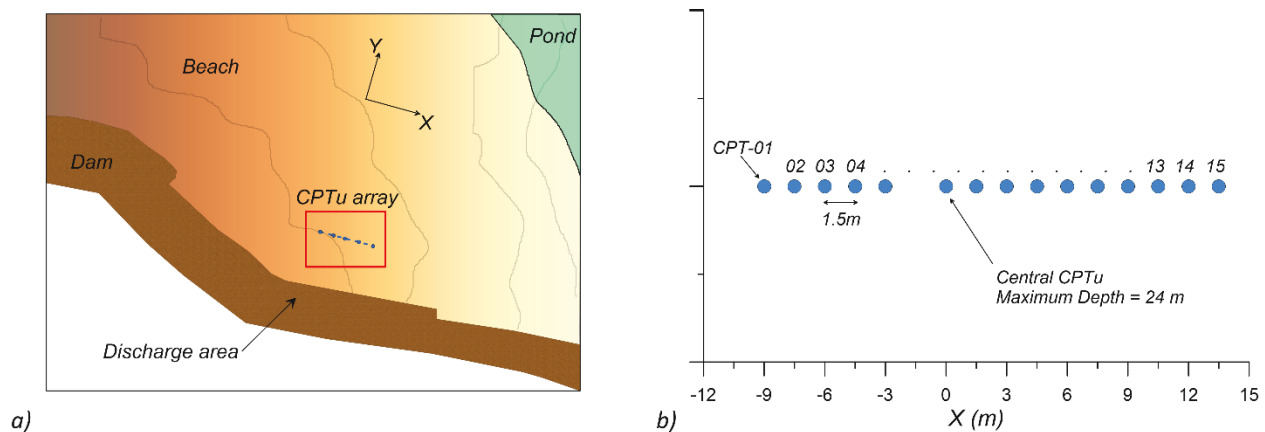 Pond
Y
Beach
X
Dam
CPTu array
Discharge area
a)
CPT-01
02 03 04 . . . . . . . . . 13 14 15
1.5m
Central CPTu
Maximum Depth = 24 m
-12 -9 -6 -3 0 3 6 9 12 15
X (m)
b)